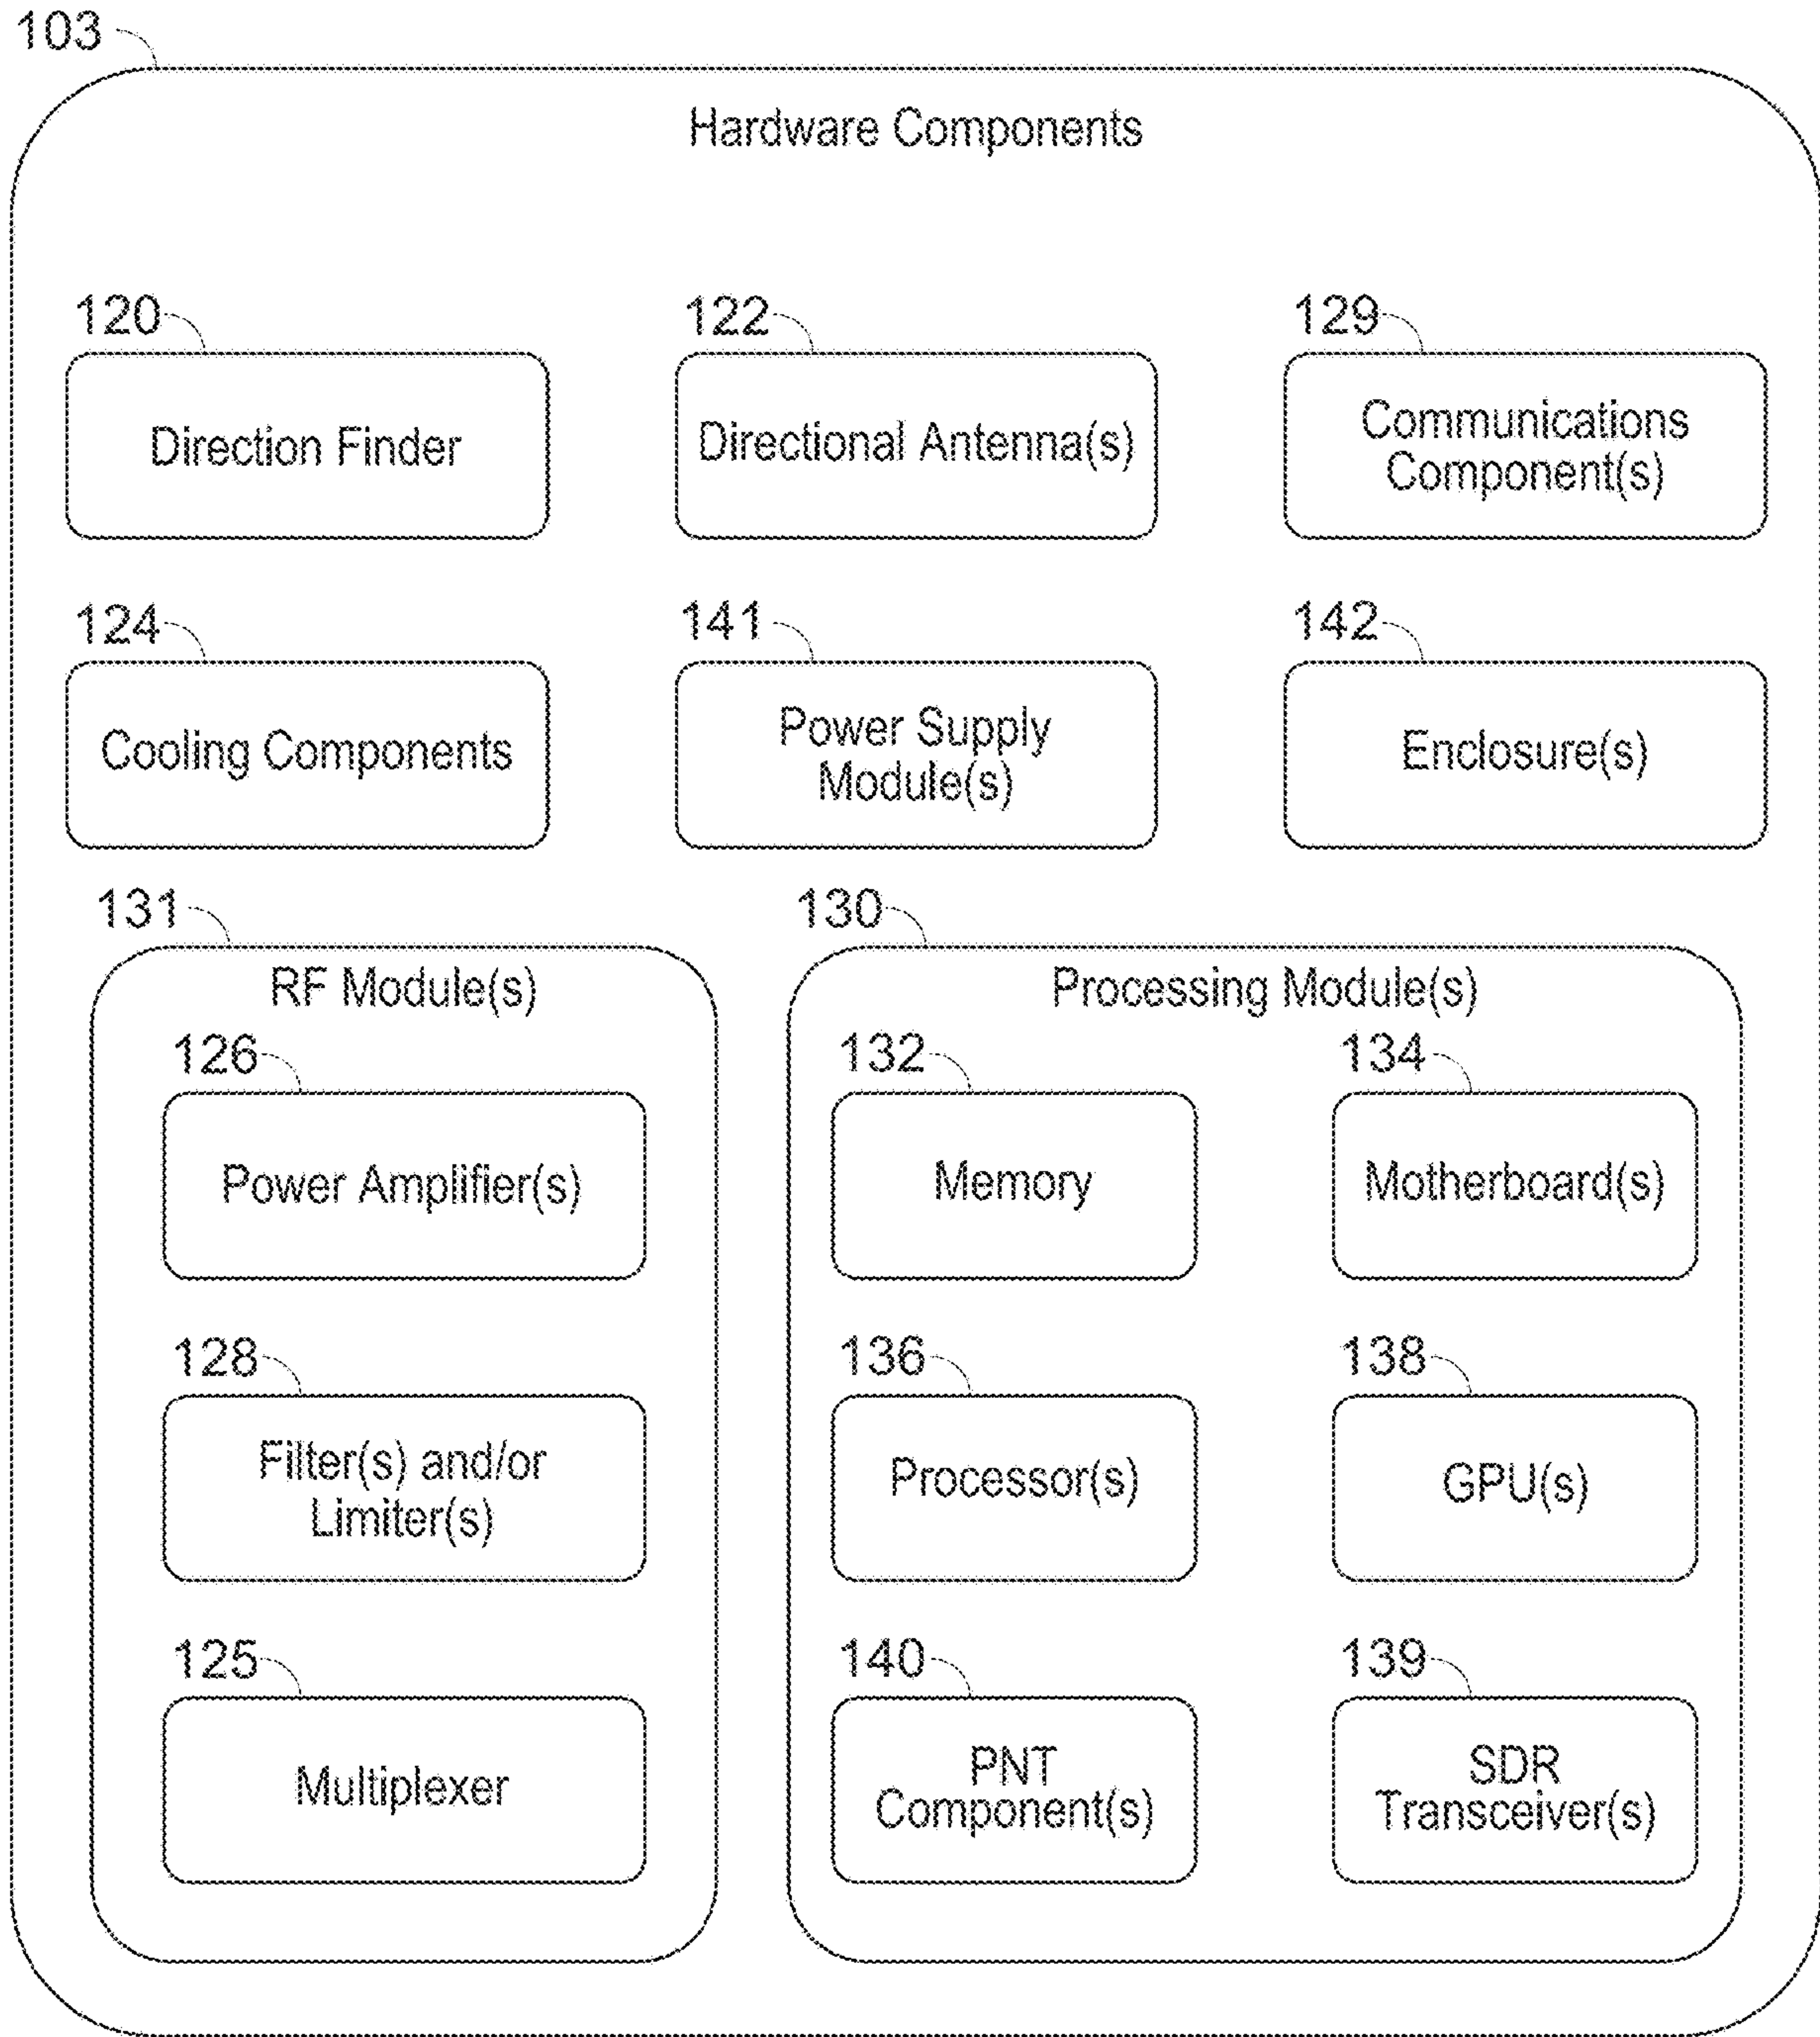 103
Hardware Components
120
Direction Finder
122
Directional Antenna(s)
129
Communications
Component(s)
124
Cooling Components
141
Power Supply
Module(s)
142
Enclosure(s)
131
RF Module(s)
126
Power Amplifier(s)
128
Filter(s) and/or
Limiter(s)
125
Multiplexer
130
Processing Module(s)
132
Memory
134
Motherboard(s)
136
Processor(s)
138
GPU(s)
140
PNT
Component(s)
139
SDR
Transceiver(s)